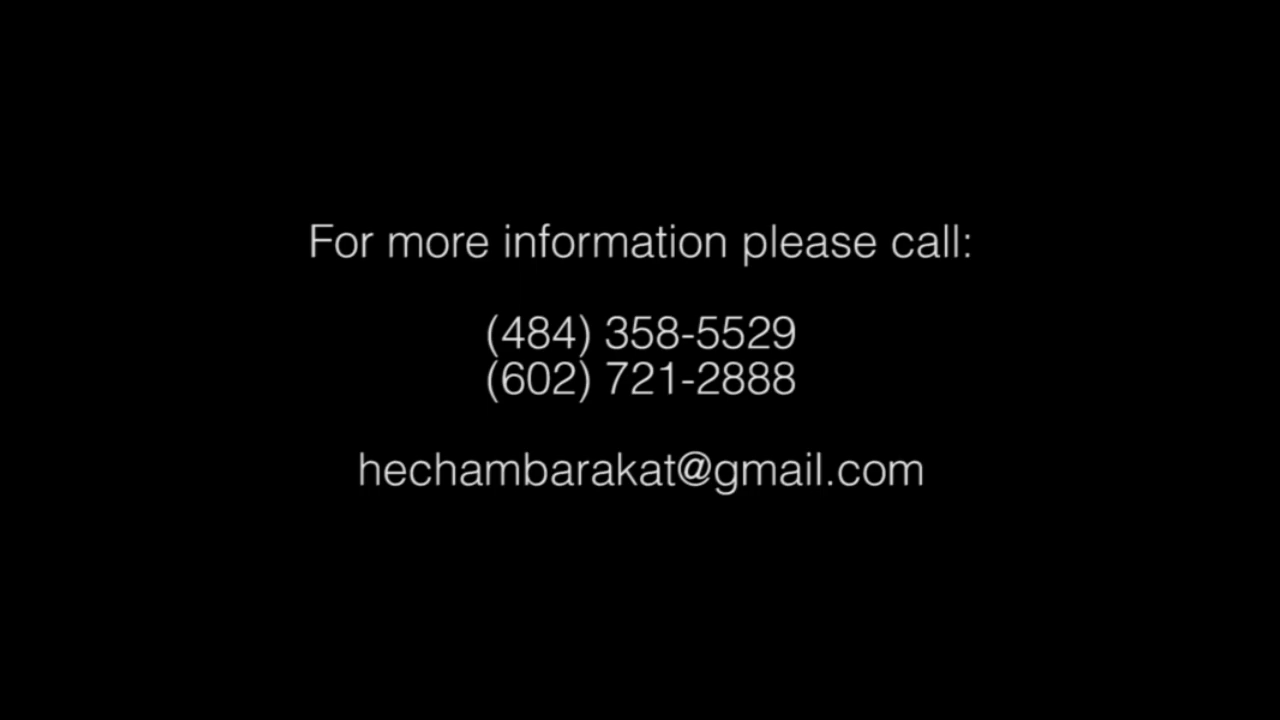 For more information please call:
(484) 358-5529
(602) 721-2888
hechambarakat@gmail.com